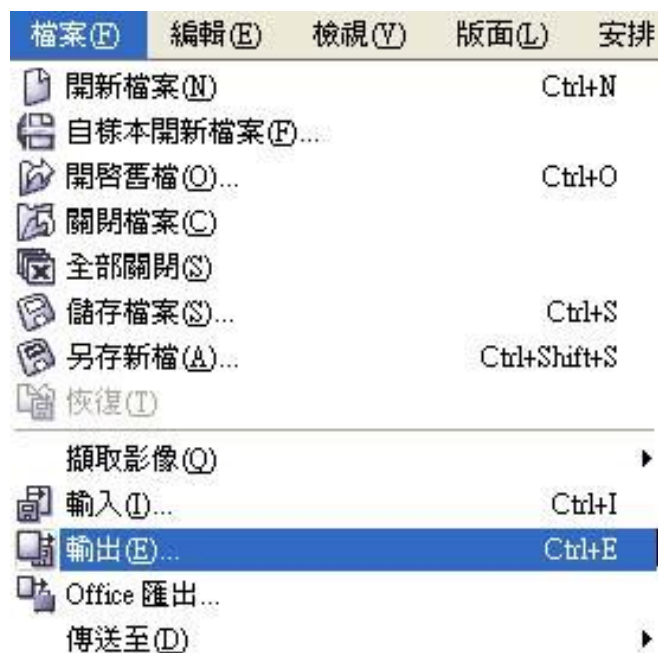 檔案(F) 編輯(E) 檢視(V) 版面(L) 安排
開新檔案(N) Ctrl+N
自樣本開新檔案(F)...
開啓舊檔(O)... Ctrl+O
關閉檔案(C)
全部關閉(S)
儲存檔案(S)... Ctrl+S
另存新檔(A)... Ctrl+Shift+S
恢復(T)
擷取影像(Q)
輸入(I)... Ctrl+I
輸出(E)... Ctrl+E
Office 匯出...
傳送至(D)